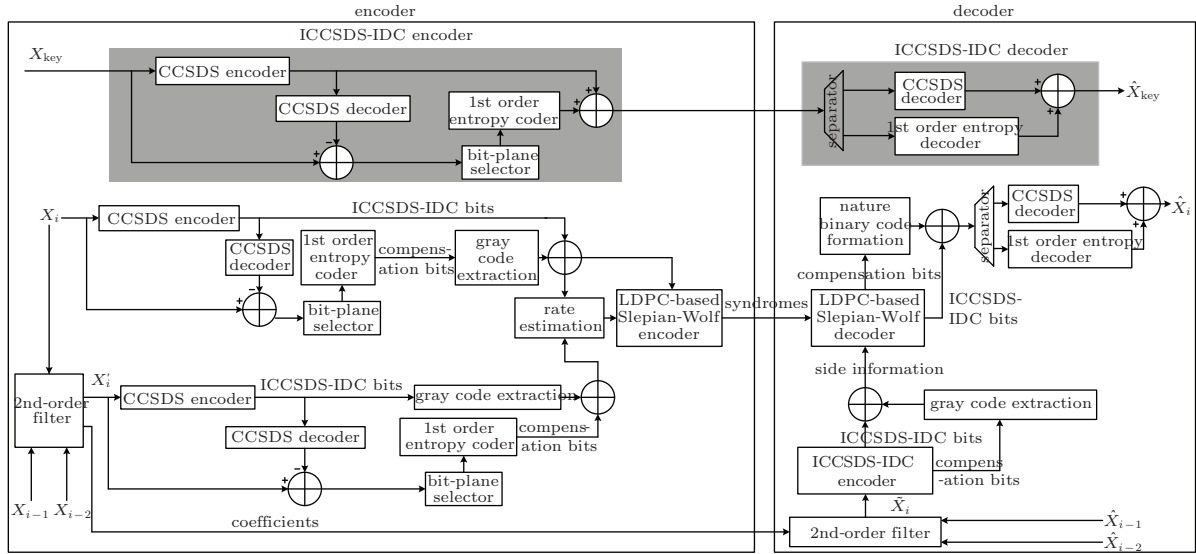 encoder
decoder
ICCSDS-IDC encoder
X_key
CCSDS encoder
CCSDS decoder
1st order
entropy coder
bit-plane
selector
+
−
+
+
ICCSDS-IDC decoder
separator
CCSDS
decoder
1st order entropy
decoder
+
+
X̂_key
X_i
CCSDS encoder
ICCSDS-IDC bits
CCSDS
decoder
1st order
entropy
coder
compens-
ation bits
gray
code
extraction
+
−
+
+
bit-plane
selector
rate
estimation
LDPC-based
Slepian-Wolf
encoder
syndromes
LDPC-based
Slepian-Wolf
decoder
compensation bits
nature
binary code
formation
ICCSDS-
IDC bits
separator
CCSDS
decoder
1st order entropy
decoder
+
+
X̂_i
2nd-order
filter
X_i′
CCSDS encoder
ICCSDS-IDC bits
gray code extraction
CCSDS decoder
1st order
entropy coder
compens-
ation bits
+
−
bit-plane
selector
X_{i−1}
X_{i−2}
coefficients
side information
gray code extraction
ICCSDS-IDC bits
ICCSDS-IDC
encoder
compens
-ation bits
X̃_i
2nd-order filter
X̂_{i−1}
X̂_{i−2}